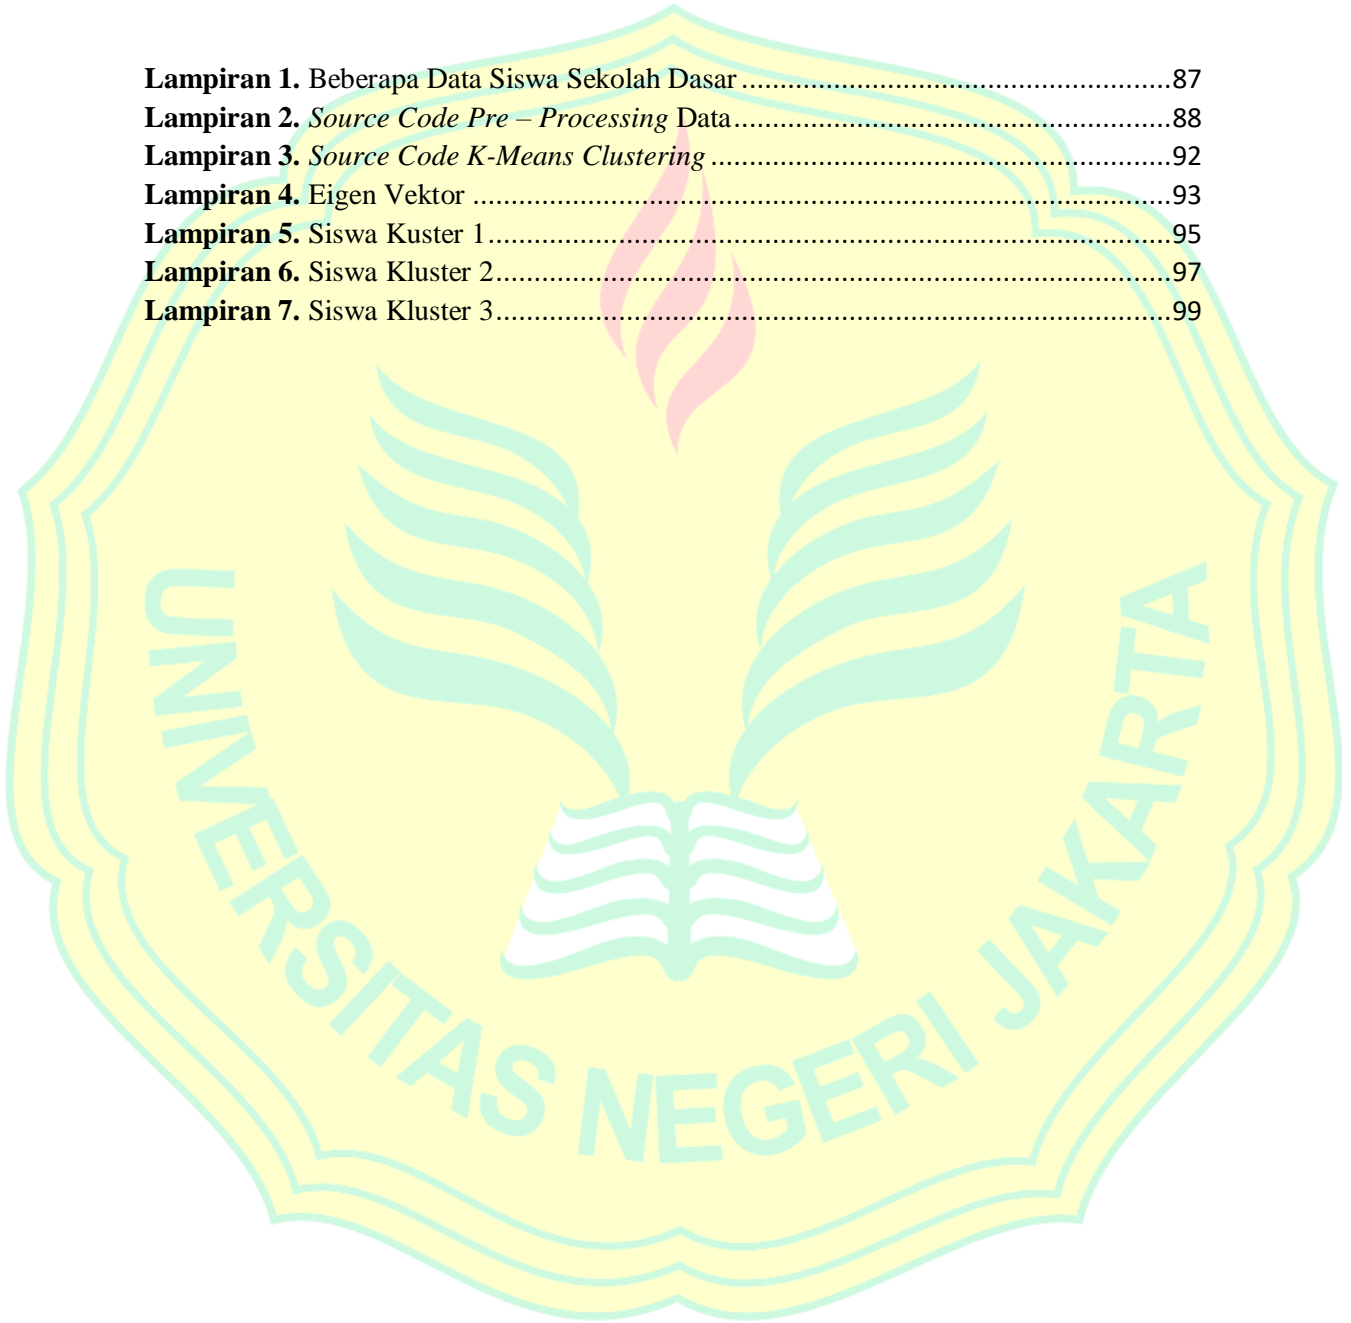 Lampiran 1. Beberapa Data Siswa Sekolah Dasar ........................................................ 87
Lampiran 2. Source Code Pre – Processing Data ........................................................ 88
Lampiran 3. Source Code K-Means Clustering ........................................................ 92
Lampiran 4. Eigen Vektor ........................................................ 93
Lampiran 5. Siswa Kuster 1 ........................................................ 95
Lampiran 6. Siswa Kluster 2 ........................................................ 97
Lampiran 7. Siswa Kluster 3 ........................................................ 99
UNIVERSITAS NEGERI JAKARTA